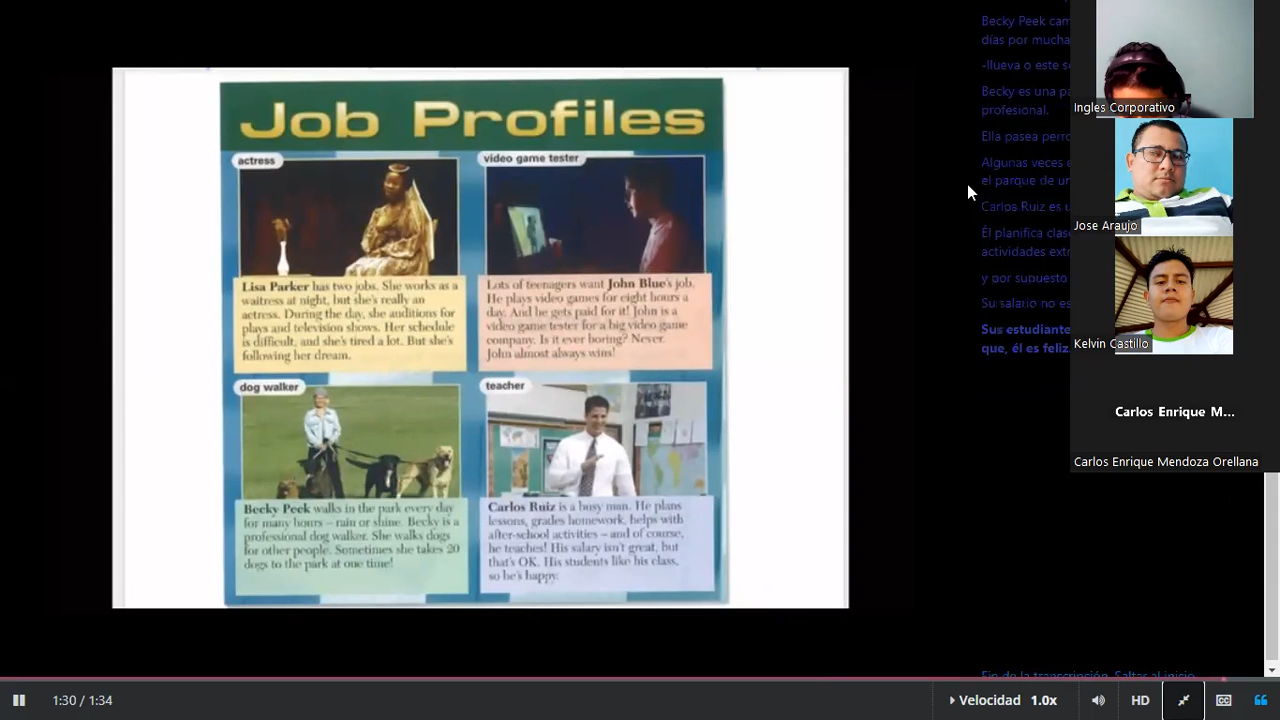 Job Profiles
actress
Lisa Parker has two jobs. She works as a
waitress at night, but she's really an
actress. During the day, she auditions for
plays and television shows. Her schedule
is difficult, and she's tired a lot. But she's
following her dream.
video game tester
Lots of teenagers want John Blue's job.
He plays video games for eight hours a
day. And he gets paid for it! John is a
video game tester for a big video game
company. Is it ever boring? Never.
John almost always wins!
dog walker
Becky Peek walks in the park every day
for many hours – rain or shine. Becky is a
professional dog walker. She walks dogs
for other people. Sometimes she takes 20
dogs to the park at one time!
teacher
Carlos Ruiz is a busy man. He plans
lessons, grades homework, helps with
after-school activities – and of course,
he teaches! His salary isn't great, but
that's OK. His students like his class,
so he's happy.
Becky Peek cam
días por mucha
-llueva o este s
Becky es una pa
profesional.
Ella pasea perro
Algunas veces
el parque de un
Carlos Ruiz es u
Él planifica clas
actividades extr
y por supuesto
Su salario no es
Sus estudiante
que, él es feliz.
Fin de la transcripción. Saltar al inicio.
Ingles Corporativo
Jose Araujo
Kelvin Castillo
Carlos Enrique M...
Carlos Enrique Mendoza Orellana
1:30 / 1:34
Velocidad 1.0x
HD
CC